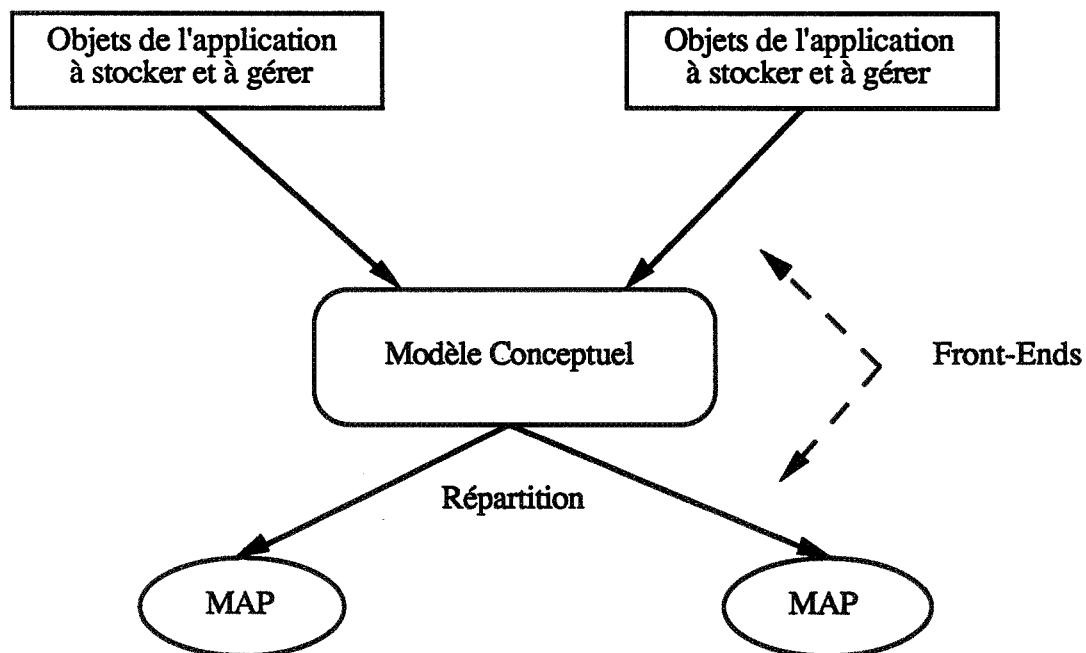 Objets de l'application
à stocker et à gérer
Objets de l'application
à stocker et à gérer
Modèle Conceptuel
Front-Ends
Répartition
MAP
MAP